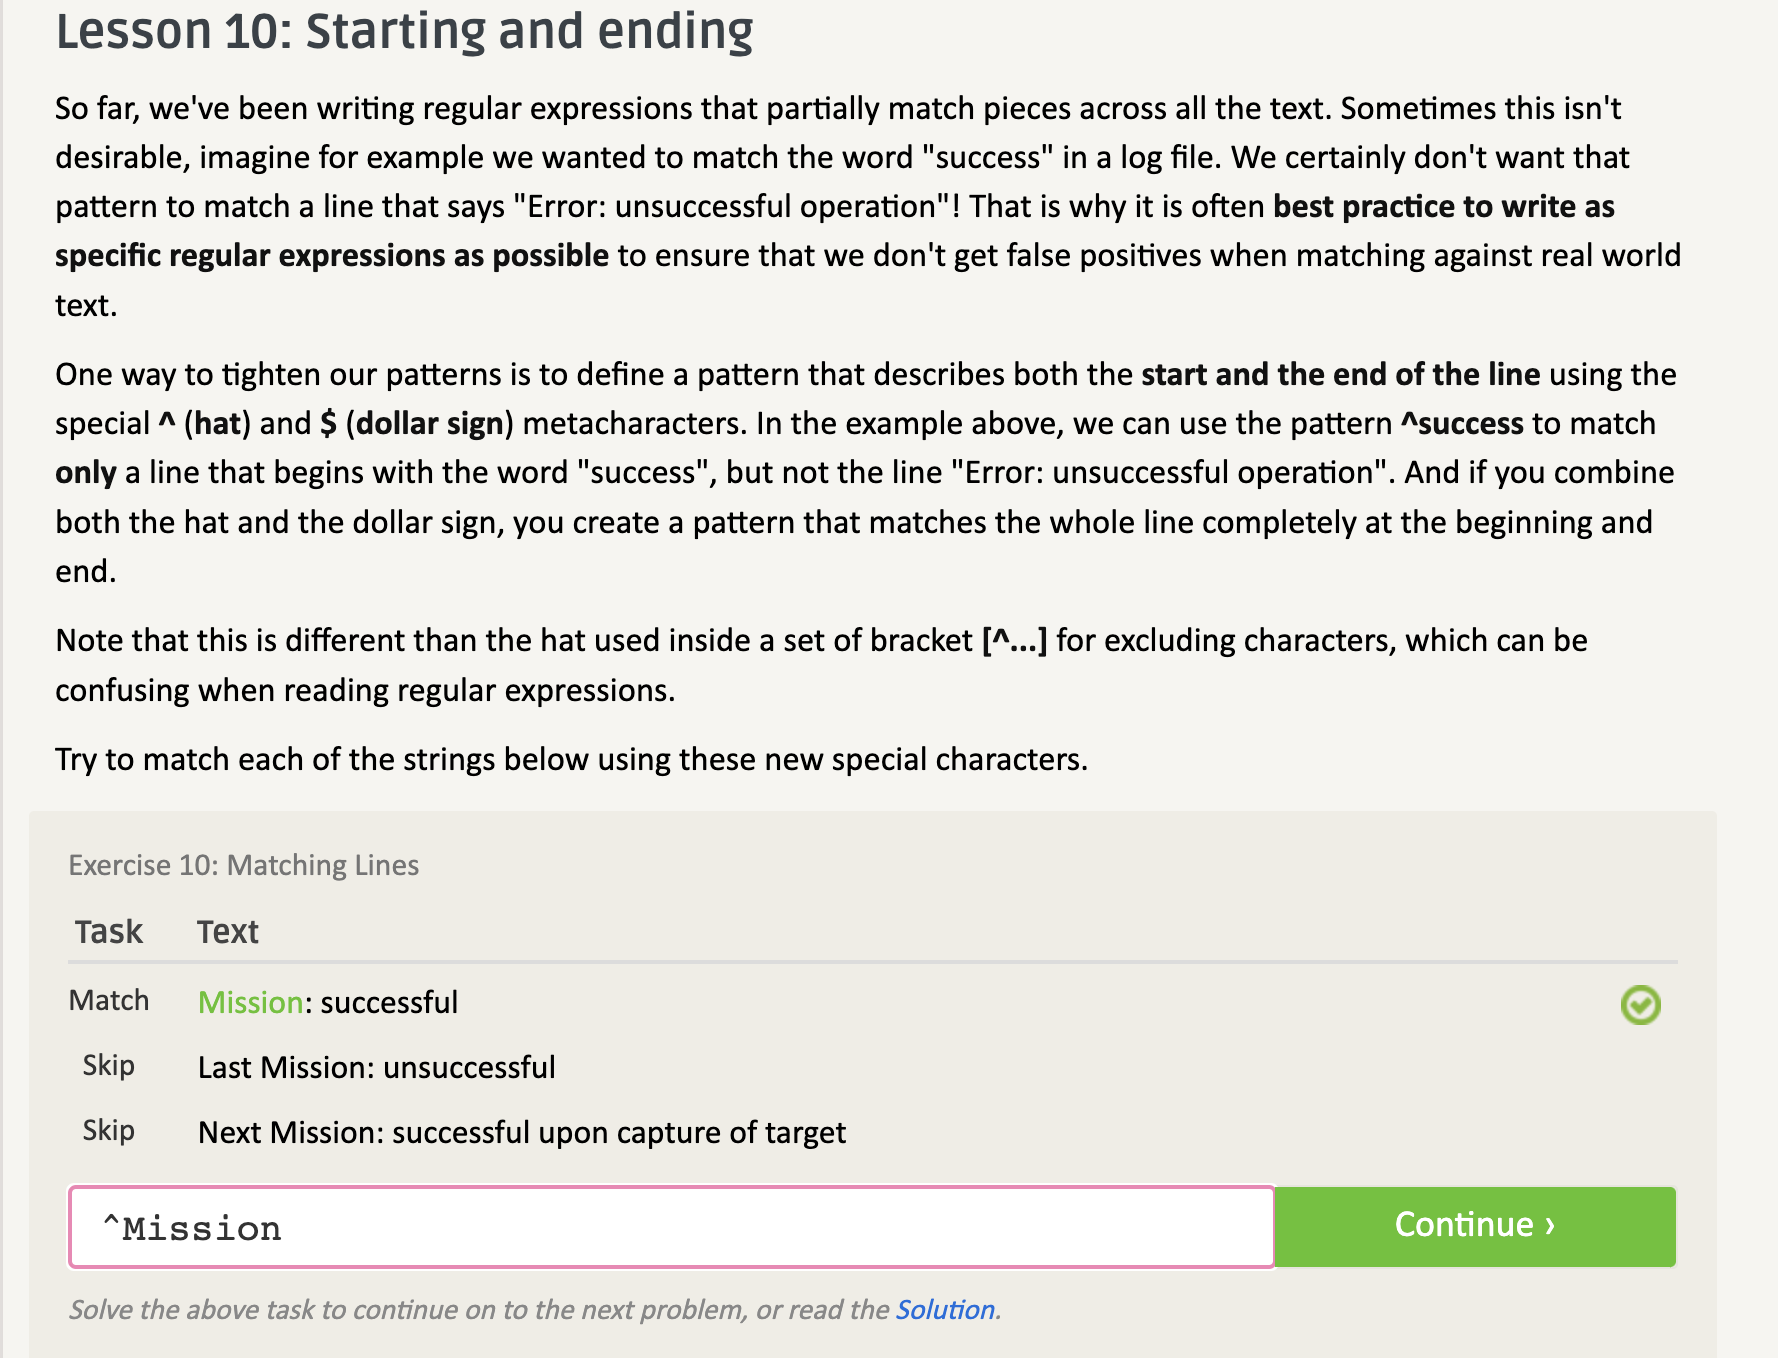 Lesson 10: Starting and ending
So far, we've been writing regular expressions that partially match pieces across all the text. Sometimes this isn't
desirable, imagine for example we wanted to match the word "success" in a log file. We certainly don't want that
pattern to match a line that says "Error: unsuccessful operation"! That is why it is often best practice to write as
specific regular expressions as possible to ensure that we don't get false positives when matching against real world
text.
One way to tighten our patterns is to define a pattern that describes both the start and the end of the line using the
special ^ (hat) and $ (dollar sign) metacharacters. In the example above, we can use the pattern ^success to match
only a line that begins with the word "success", but not the line "Error: unsuccessful operation". And if you combine
both the hat and the dollar sign, you create a pattern that matches the whole line completely at the beginning and
end.
Note that this is different than the hat used inside a set of bracket [^...] for excluding characters, which can be
confusing when reading regular expressions.
Try to match each of the strings below using these new special characters.
Exercise 10: Matching Lines
Task Text
Match Mission: successful
Skip Last Mission: unsuccessful
Skip Next Mission: successful upon capture of target
^Mission Continue ›
Solve the above task to continue on to the next problem, or read the Solution.